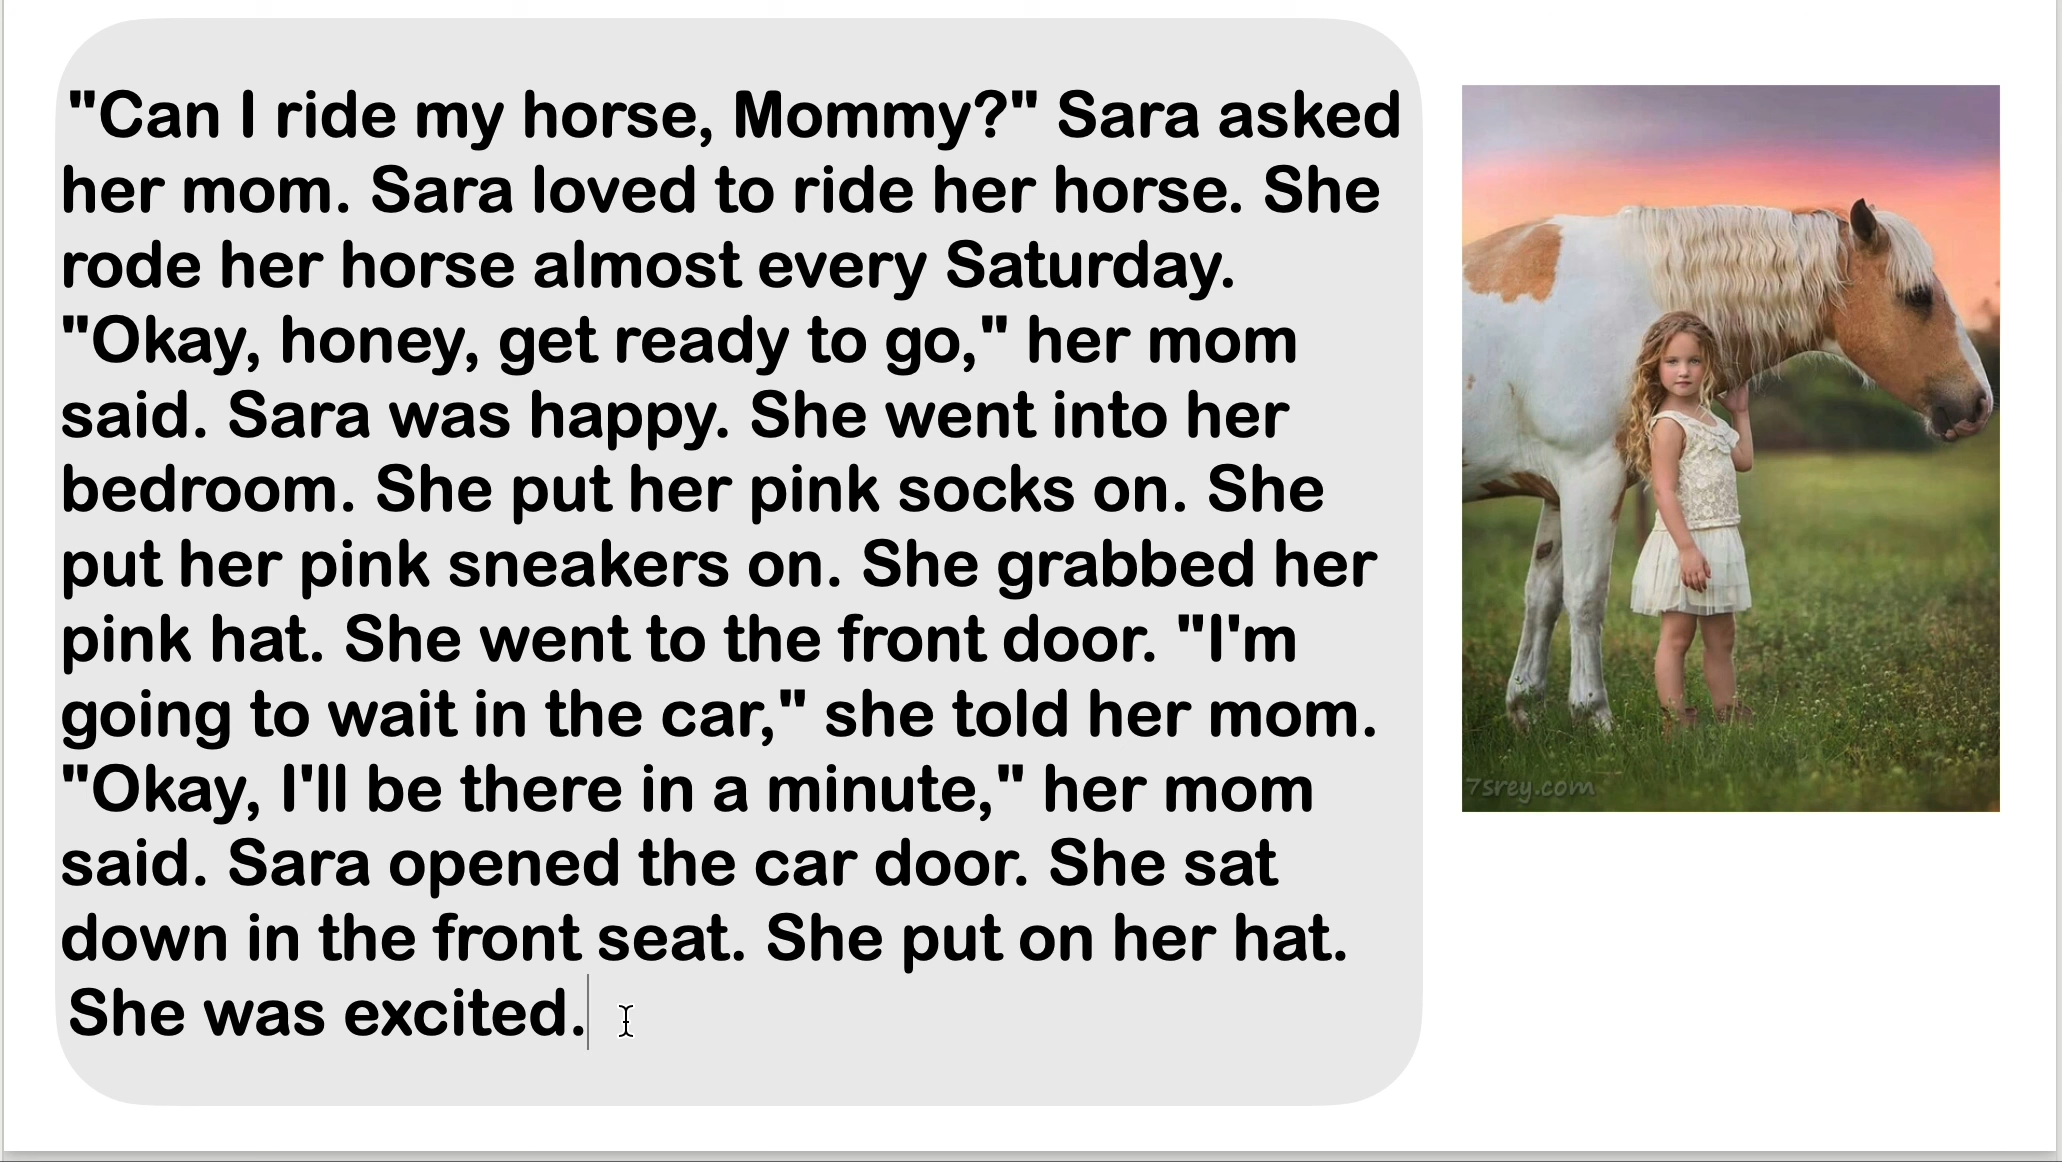 "Can I ride my horse, Mommy?" Sara asked
her mom. Sara loved to ride her horse. She
rode her horse almost every Saturday.
"Okay, honey, get ready to go," her mom
said. Sara was happy. She went into her
bedroom. She put her pink socks on. She
put her pink sneakers on. She grabbed her
pink hat. She went to the front door. "I'm
going to wait in the car," she told her mom.
"Okay, I'll be there in a minute," her mom
said. Sara opened the car door. She sat
down in the front seat. She put on her hat.
She was excited.
7srey.com